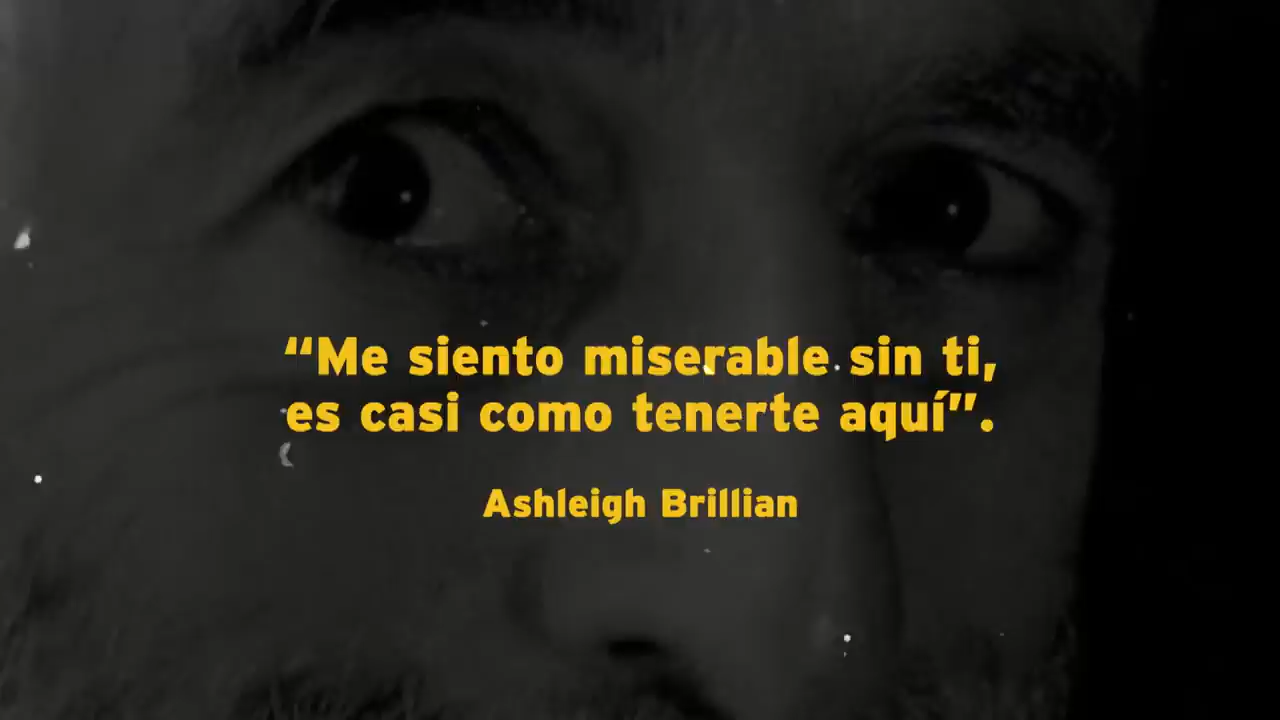 “Me siento miserable sin ti,
es casi como tenerte aquí”.
Ashleigh Brillian